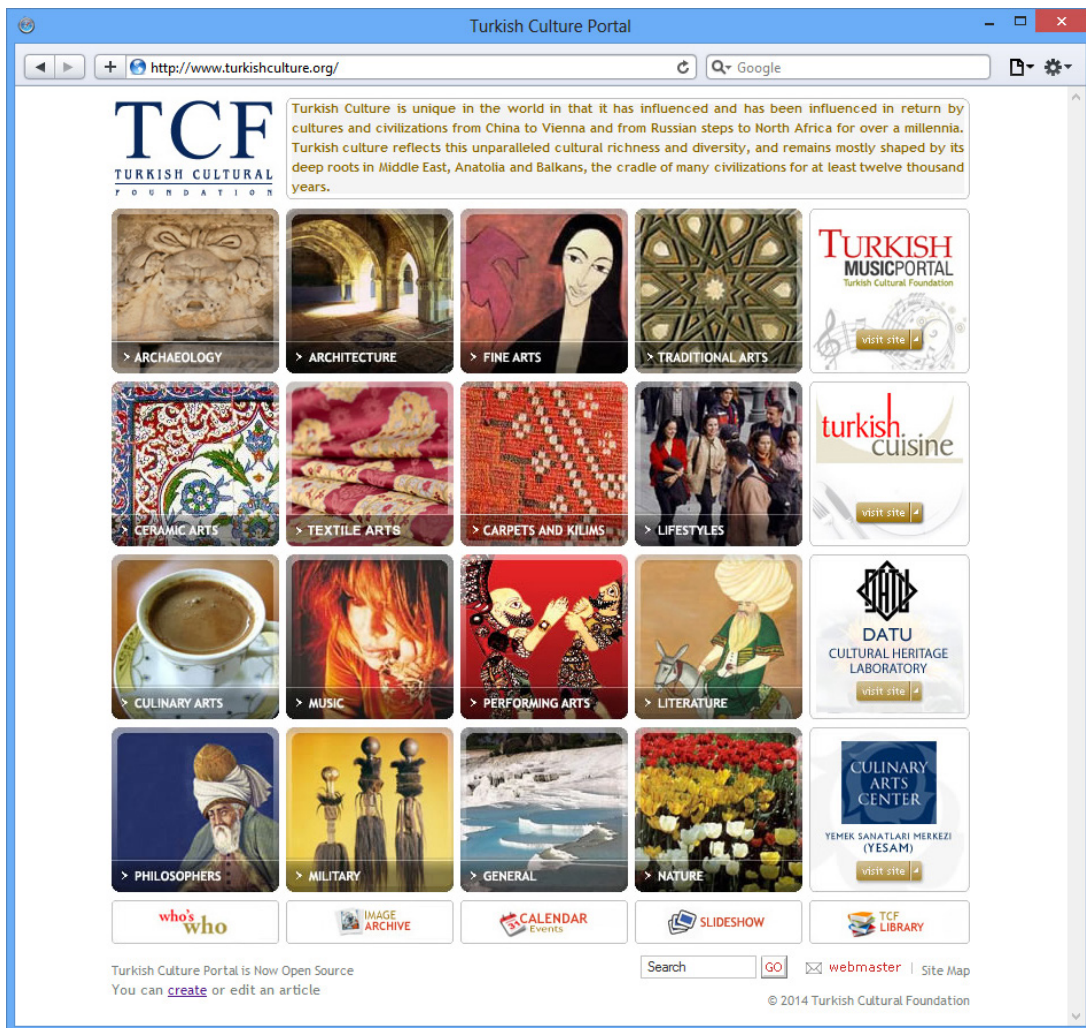 Turkish Culture Portal
http://www.turkishculture.org/
Google
TCF
TURKISH CULTURAL
FOUNDATION
Turkish Culture is unique in the world in that it has influenced and has been influenced in return by
cultures and civilizations from China to Vienna and from Russian steps to North Africa for over a millennia.
Turkish culture reflects this unparalleled cultural richness and diversity, and remains mostly shaped by its
deep roots in Middle East, Anatolia and Balkans, the cradle of many civilizations for at least twelve thousand
years.
> ARCHAEOLOGY
> ARCHITECTURE
> FINE ARTS
> TRADITIONAL ARTS
TURKISH
MUSICPORTAL
Turkish Cultural Foundation
visit site
> CERAMIC ARTS
> TEXTILE ARTS
> CARPETS AND KILIMS
> LIFESTYLES
turkish
cuisine
visit site
> CULINARY ARTS
> MUSIC
> PERFORMING ARTS
> LITERATURE
DATU
CULTURAL HERITAGE
LABORATORY
visit site
> PHILOSOPHERS
> MILITARY
> GENERAL
> NATURE
CULINARY
ARTS
CENTER
YEMEK SANATLARI MERKEZI
(YESAM)
visit site
who's
who
IMAGE
ARCHIVE
31
CALENDAR
Events
SLIDESHOW
TCF
LIBRARY
Turkish Culture Portal is Now Open Source
You can create or edit an article
Search
GO
webmaster | Site Map
© 2014 Turkish Cultural Foundation